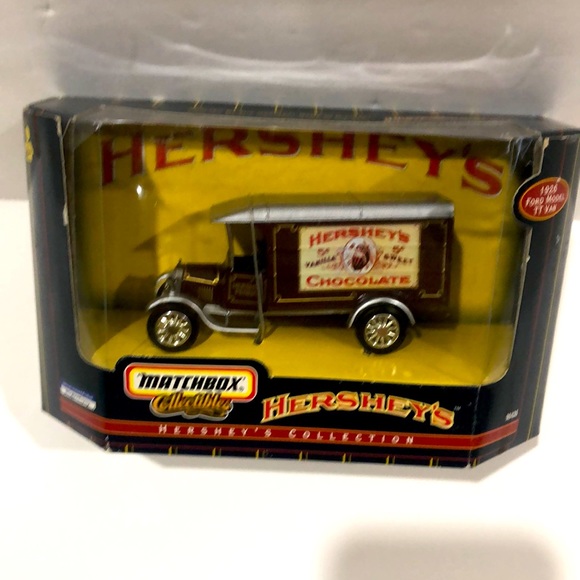 HERSHEY'S
1926
FORD MODEL
TT VAN
HERSHEY'S
5¢ 5¢
VANILLA SWEET
CHOCOLATE
MATCHBOX
Collectibles
HERSHEY'S
HERSHEY'S COLLECTION